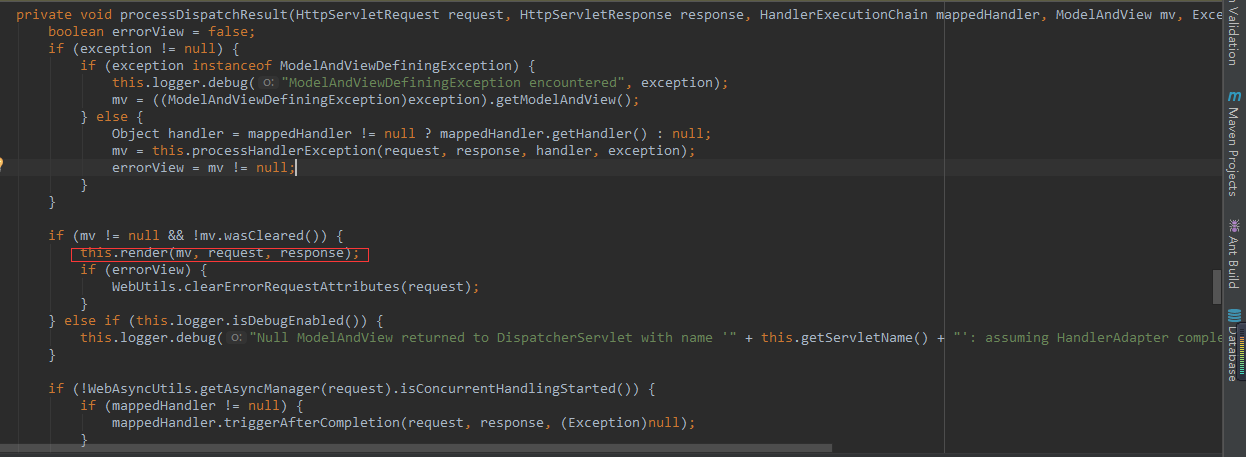 private void processDispatchResult(HttpServletRequest request, HttpServletResponse response, HandlerExecutionChain mappedHandler, ModelAndView mv, Exce
boolean errorView = false;
if (exception != null) {
if (exception instanceof ModelAndViewDefiningException) {
this.logger.debug( o: "ModelAndViewDefiningException encountered", exception);
mv = ((ModelAndViewDefiningException)exception).getModelAndView();
} else {
Object handler = mappedHandler != null ? mappedHandler.getHandler() : null;
mv = this.processHandlerException(request, response, handler, exception);
errorView = mv != null;
}
}
if (mv != null && !mv.wasCleared()) {
this.render(mv, request, response);
if (errorView) {
WebUtils.clearErrorRequestAttributes(request);
}
} else if (this.logger.isDebugEnabled()) {
this.logger.debug( o: "Null ModelAndView returned to DispatcherServlet with name '" + this.getServletName() + "': assuming HandlerAdapter comple
}
if (!WebAsyncUtils.getAsyncManager(request).isConcurrentHandlingStarted()) {
if (mappedHandler != null) {
mappedHandler.triggerAfterCompletion(request, response, (Exception)null);
}
Validation
m Maven Projects
Ant Build
Database